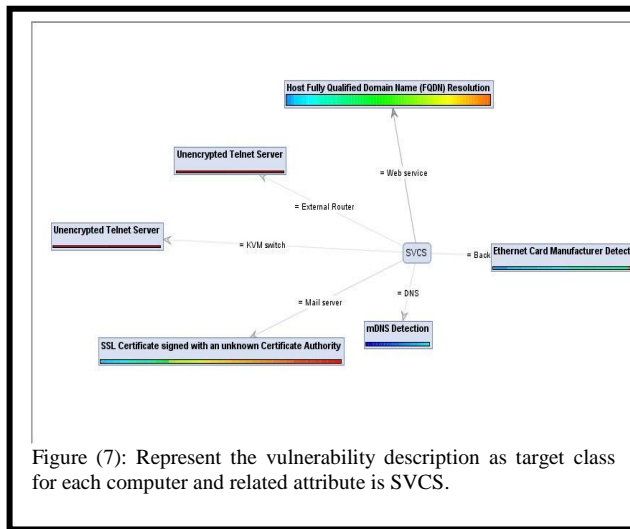 Host Fully Qualified Domain Name (FQDN) Resolution
Unencrypted Telnet Server
= Web service
= External Router
Unencrypted Telnet Server
= KVM switch
SVCS
= Back
Ethernet Card Manufacturer Detect
= DNS
= Mail server
mDNS Detection
SSL Certificate signed with an unknown Certificate Authority
Figure (7): Represent the vulnerability description as target class
for each computer and related attribute is SVCS.